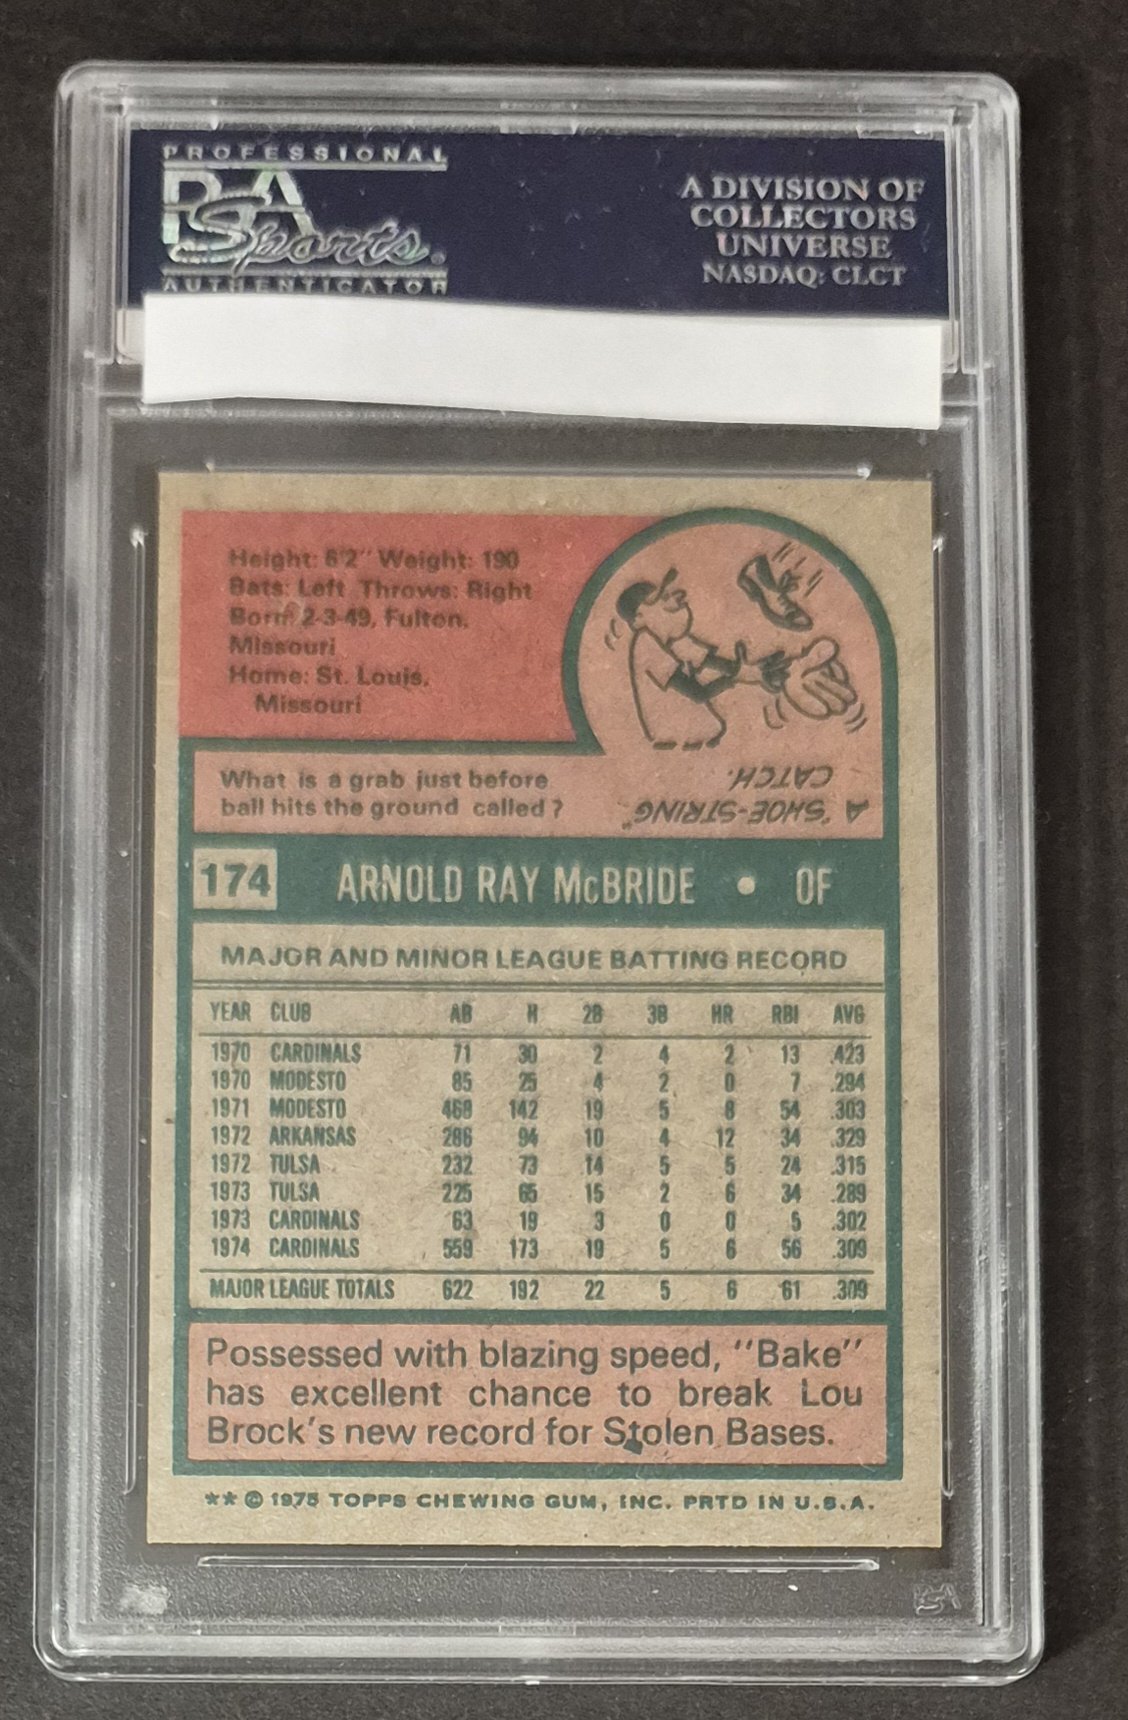 PROFESSIONAL
PSA
Sports®
AUTHENTICATOR
A DIVISION OF
COLLECTORS
UNIVERSE
NASDAQ: CLCT
Height: 6'2" Weight: 190
Bats: Left Throws: Right
Born: 2-3-49, Fulton,
Missouri
Home: St. Louis,
Missouri
What is a grab just before
ball hits the ground called?
A "SHOE-STRING"
CATCH.
174 ARNOLD RAY McBRIDE • OF
MAJOR AND MINOR LEAGUE BATTING RECORD
YEAR CLUB AB H 2B 3B HR RBI AVG
1970 CARDINALS 71 30 2 4 2 13 .423
1970 MODESTO 85 25 4 2 0 7 .294
1971 MODESTO 468 142 19 5 8 54 .303
1972 ARKANSAS 286 94 10 4 12 34 .329
1972 TULSA 232 73 14 5 5 24 .315
1973 TULSA 225 65 15 2 6 34 .289
1973 CARDINALS 63 19 3 0 0 5 .302
1974 CARDINALS 559 173 19 5 6 56 .309
MAJOR LEAGUE TOTALS 622 192 22 5 6 61 .309
Possessed with blazing speed, "Bake"
has excellent chance to break Lou
Brock's new record for Stolen Bases.
** © 1975 TOPPS CHEWING GUM, INC. PRTD IN U.S.A.